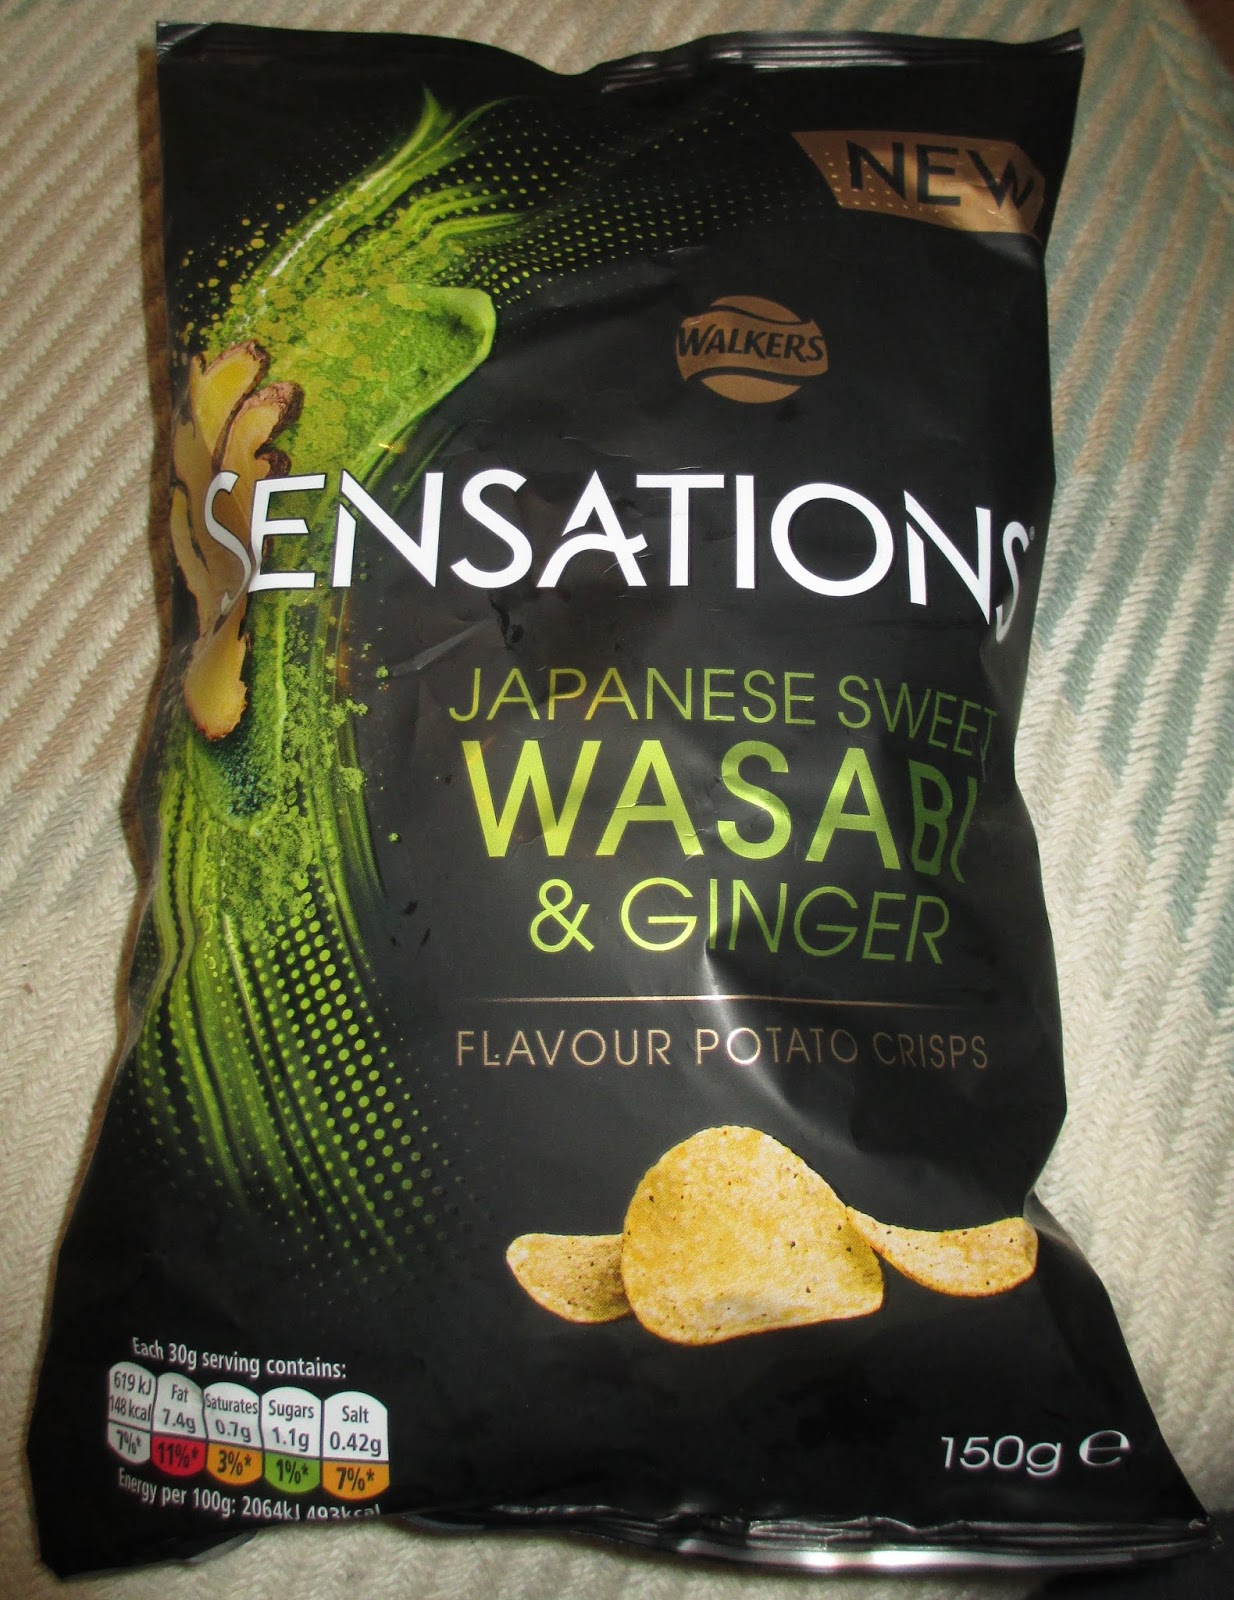 NEW
WALKERS
SENSATIONS®
JAPANESE SWEET
WASABI
& GINGER
FLAVOUR POTATO CRISPS
Each 30g serving contains:
619 kJ Fat Saturates Sugars Salt
148 kcal 7.4g 0.7g 1.1g 0.42g
7%* 11%* 3%* 1%* 7%*
Energy per 100g: 2064kJ 493kcal
150g ℮